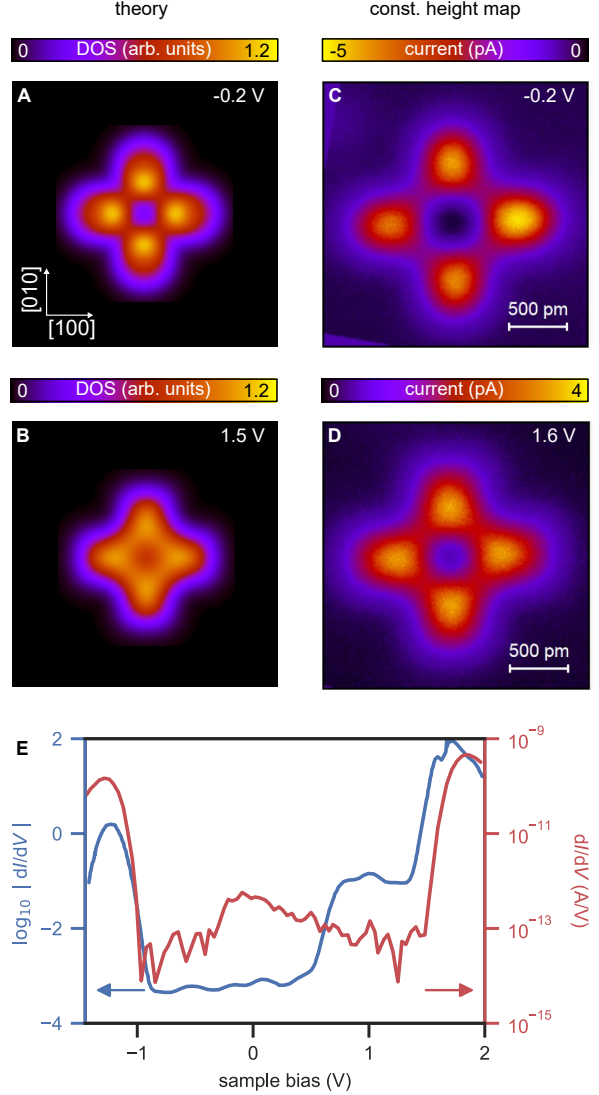 theory
const. height map
0 DOS (arb. units) 1.2
-5 current (pA) 0
A -0.2 V
C -0.2 V
[010]
[100]
500 pm
0 DOS (arb. units) 1.2
0 current (pA) 4
B 1.5 V
D 1.6 V
500 pm
E
2
0
−2
−4
log₁₀ | dI/dV |
10⁻⁹
10⁻¹¹
10⁻¹³
10⁻¹⁵
dI/dV (A/V)
−1 0 1 2
sample bias (V)